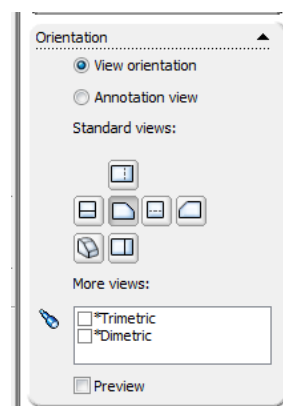 Orientation
View orientation
Annotation view
Standard views:
More views:
*Trimetric
*Dimetric
Preview